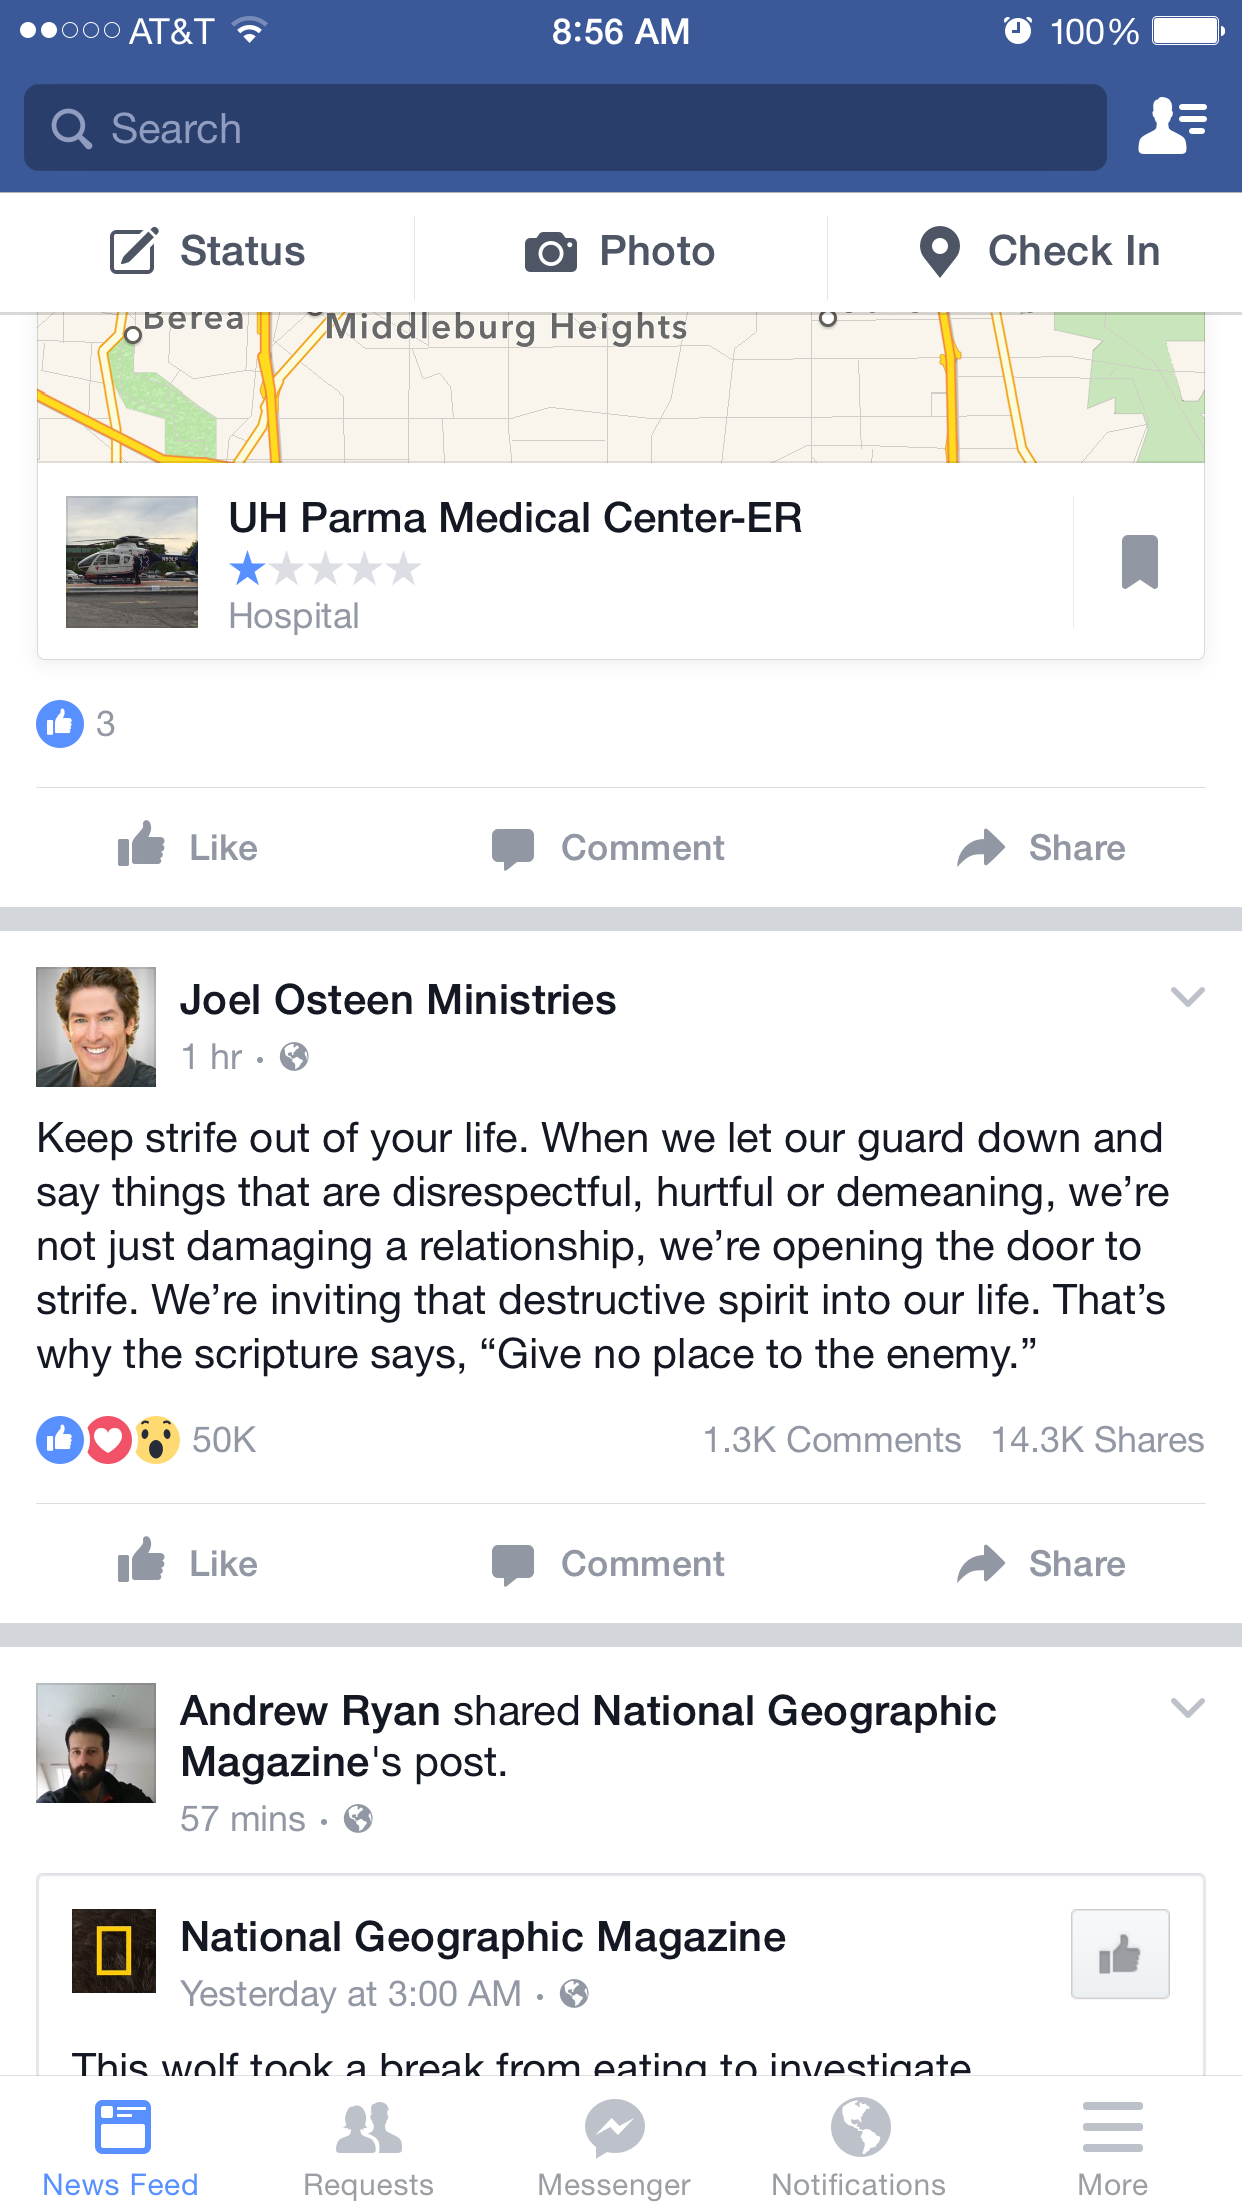 AT&T 8:56 AM 100%
Search
Status Photo Check In
Berea
Middleburg Heights
UH Parma Medical Center-ER
Hospital
3
Like Comment Share
Joel Osteen Ministries
1 hr ·
Keep strife out of your life. When we let our guard down and
say things that are disrespectful, hurtful or demeaning, we’re
not just damaging a relationship, we’re opening the door to
strife. We’re inviting that destructive spirit into our life. That’s
why the scripture says, “Give no place to the enemy.”
50K 1.3K Comments 14.3K Shares
Like Comment Share
Andrew Ryan shared National Geographic
Magazine's post.
57 mins ·
National Geographic Magazine
Yesterday at 3:00 AM ·
This wolf took a break from eating to investigate
News Feed Requests Messenger Notifications More